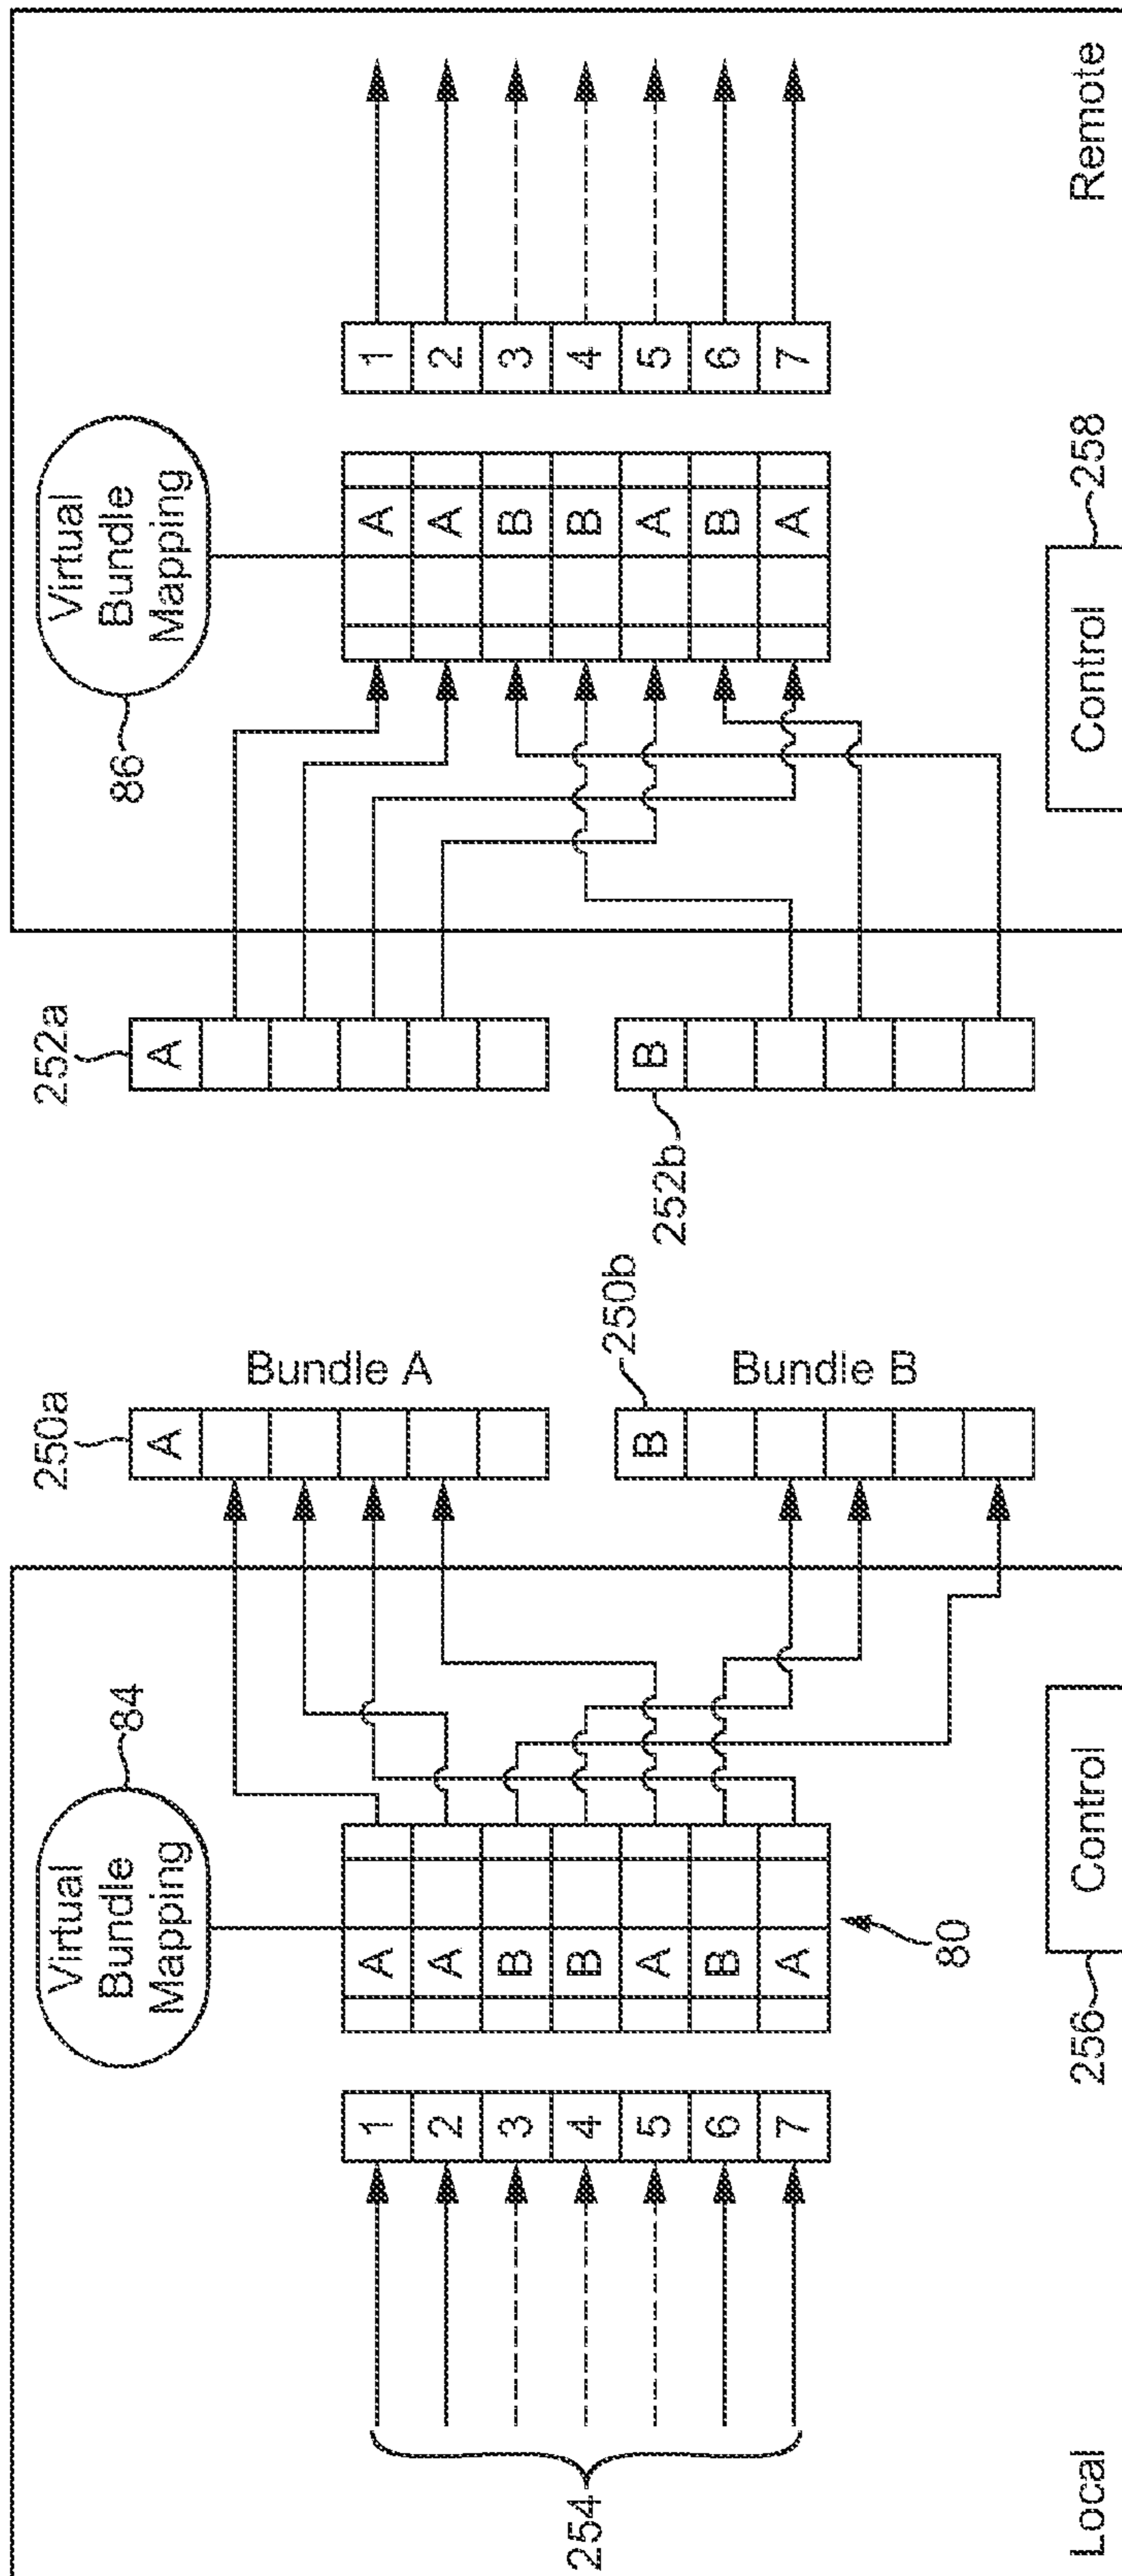 Local
254
1
2
3
4
5
6
7
Virtual
Bundle
Mapping
84
A
A
B
B
A
B
A
80
256
Control
250a
A
Bundle A
250b
B
Bundle B
252a
A
252b
B
Virtual
Bundle
Mapping
86
A
A
B
B
A
B
A
1
2
3
4
5
6
7
Control
258
Remote